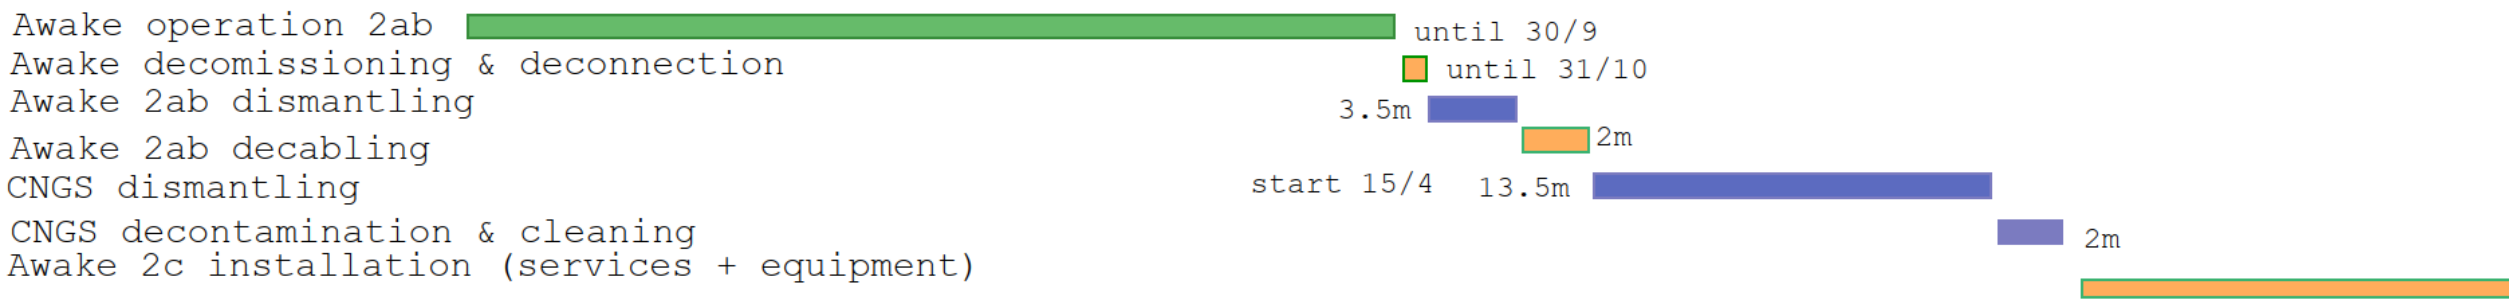 Awake operation 2ab until 30/9
Awake decomissioning & deconnection until 31/10
Awake 2ab dismantling 3.5m
Awake 2ab decabling 2m
CNGS dismantling start 15/4 13.5m
CNGS decontamination & cleaning 2m
Awake 2c installation (services + equipment)